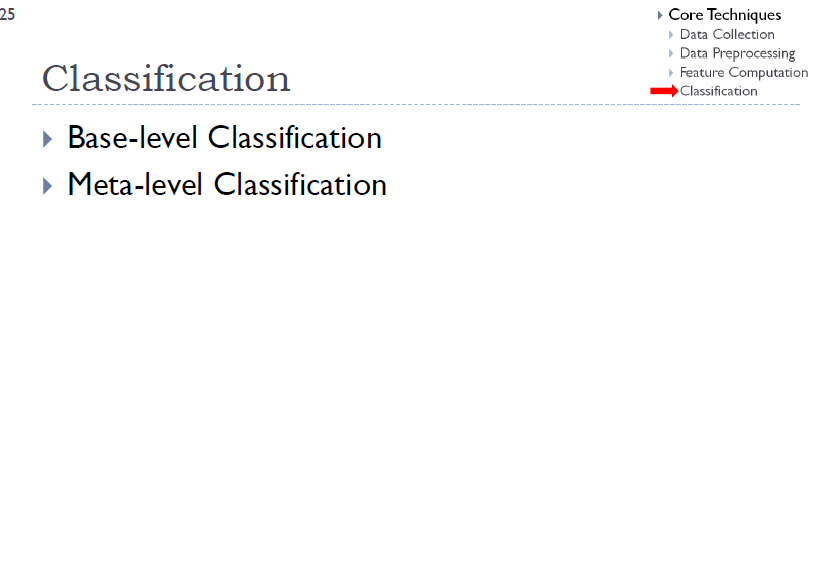 25
Core Techniques
Data Collection
Data Preprocessing
Feature Computation
Classification
Classification
Base-level Classification
Meta-level Classification